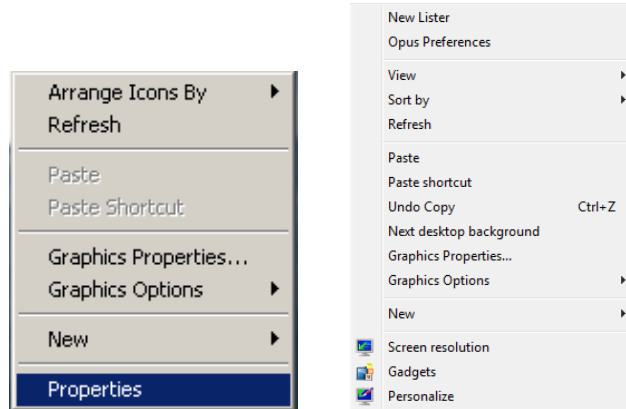 Arrange Icons By
Refresh
Paste
Paste Shortcut
Graphics Properties...
Graphics Options
New
Properties
New Lister
Opus Preferences
View
Sort by
Refresh
Paste
Paste shortcut
Undo Copy Ctrl+Z
Next desktop background
Graphics Properties...
Graphics Options
New
Screen resolution
Gadgets
Personalize